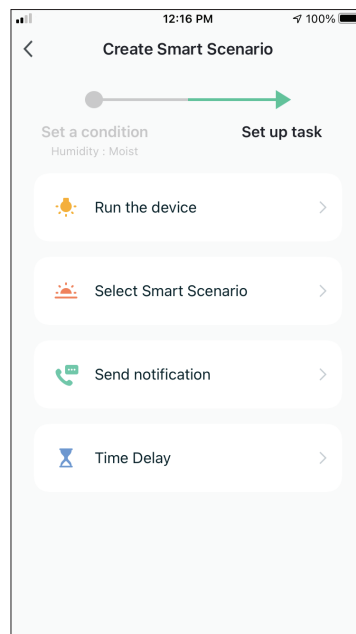 12:16 PM
100%
Create Smart Scenario
Set a condition
Set up task
Humidity : Moist
Run the device
Select Smart Scenario
Send notification
Time Delay